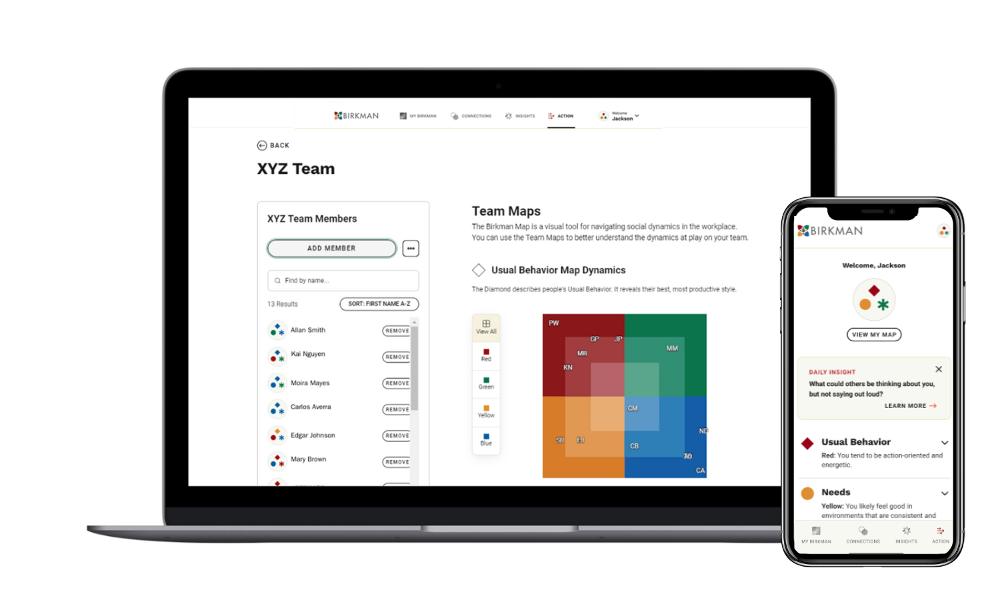 BIRKMAN
MY BIRKMAN
CONNECTIONS
INSIGHTS
ACTION
Welcome
Jackson
BACK
XYZ Team
XYZ Team Members
ADD MEMBER
Find by name...
13 Results
SORT: FIRST NAME A-Z
Allan Smith
REMOVE
Kai Nguyen
REMOVE
Moira Mayes
REMOVE
Carlos Averra
REMOVE
Edgar Johnson
REMOVE
Mary Brown
REMOVE
Team Maps
The Birkman Map is a visual tool for navigating social dynamics in the workplace.
You can use the Team Maps to better understand the dynamics at play on your team.
Usual Behavior Map Dynamics
The Diamond describes people's Usual Behavior. It reveals their best, most productive style.
View All
Red
Green
Yellow
Blue
PW
GP
JP
MM
MB
KN
CM
ND
SR
EJ
CB
CA
BIRKMAN
Welcome, Jackson
VIEW MY MAP
DAILY INSIGHT
What could others be thinking about you,
but not saying out loud?
LEARN MORE
Usual Behavior
Red: You tend to be action-oriented and
energetic.
Needs
Yellow: You likely feel good in
environments that are consistent and
MY BIRKMAN
CONNECTIONS
INSIGHTS
ACTION